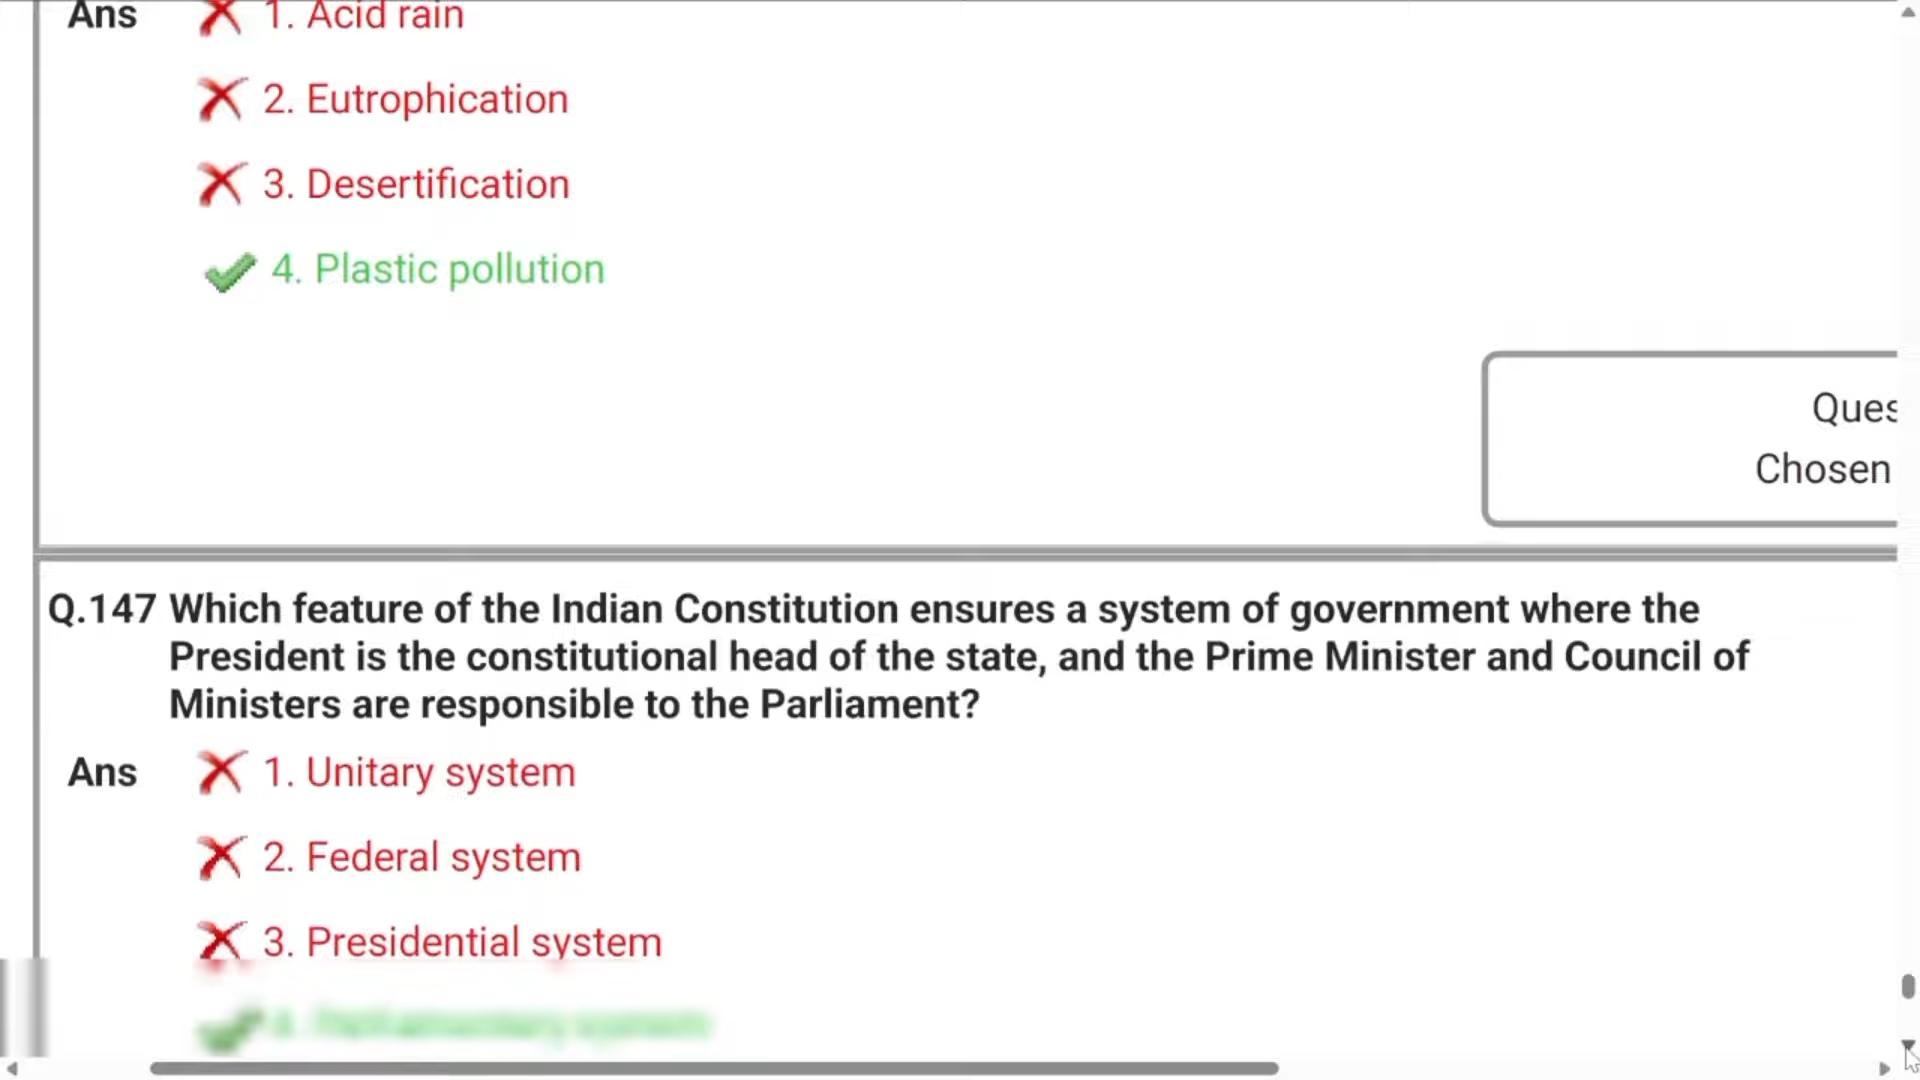 Ans 1. Acid rain
2. Eutrophication
3. Desertification
4. Plastic pollution
Ques
Chosen
Q.147 Which feature of the Indian Constitution ensures a system of government where the
President is the constitutional head of the state, and the Prime Minister and Council of
Ministers are responsible to the Parliament?
Ans 1. Unitary system
2. Federal system
3. Presidential system